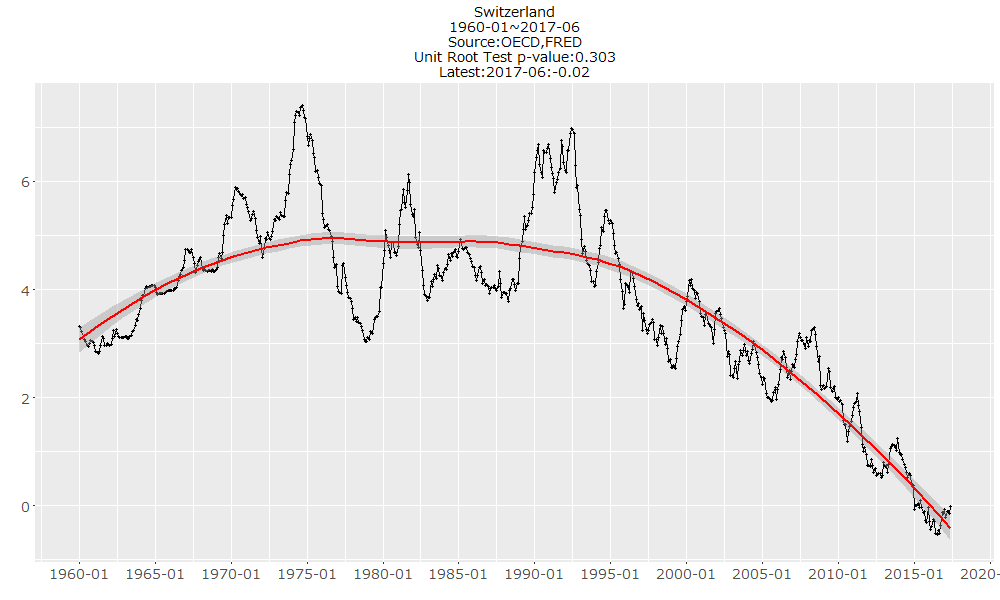 Switzerland
1960-01~2017-06
Source:OECD,FRED
Unit Root Test p-value:0.303
Latest:2017-06:-0.02
6
4
2
0
1960-01 1965-01 1970-01 1975-01 1980-01 1985-01 1990-01 1995-01 2000-01 2005-01 2010-01 2015-01 2020-